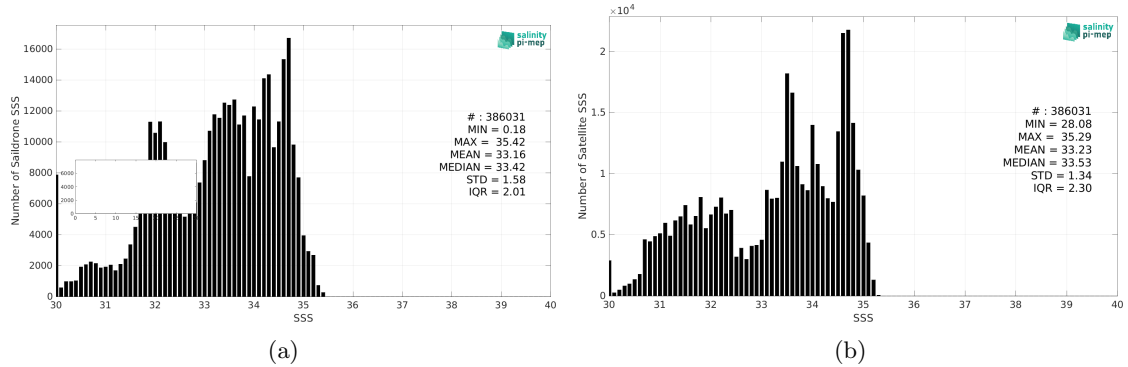 salinity
pi-mep
16000
14000
12000
10000
8000
6000
4000
2000
0
Number of Saildrone SSS
# : 386031
MIN = 0.18
MAX = 35.42
MEAN = 33.16
MEDIAN = 33.42
STD = 1.58
IQR = 2.01
6000
4000
2000
0
0 5 10 15
30 31 32 33 34 35 36 37 38 39 40
SSS
(a)
×10⁴
salinity
pi-mep
2
1.5
1
0.5
0
Number of Satellite SSS
# : 386031
MIN = 28.08
MAX = 35.29
MEAN = 33.23
MEDIAN = 33.53
STD = 1.34
IQR = 2.30
30 31 32 33 34 35 36 37 38 39 40
SSS
(b)